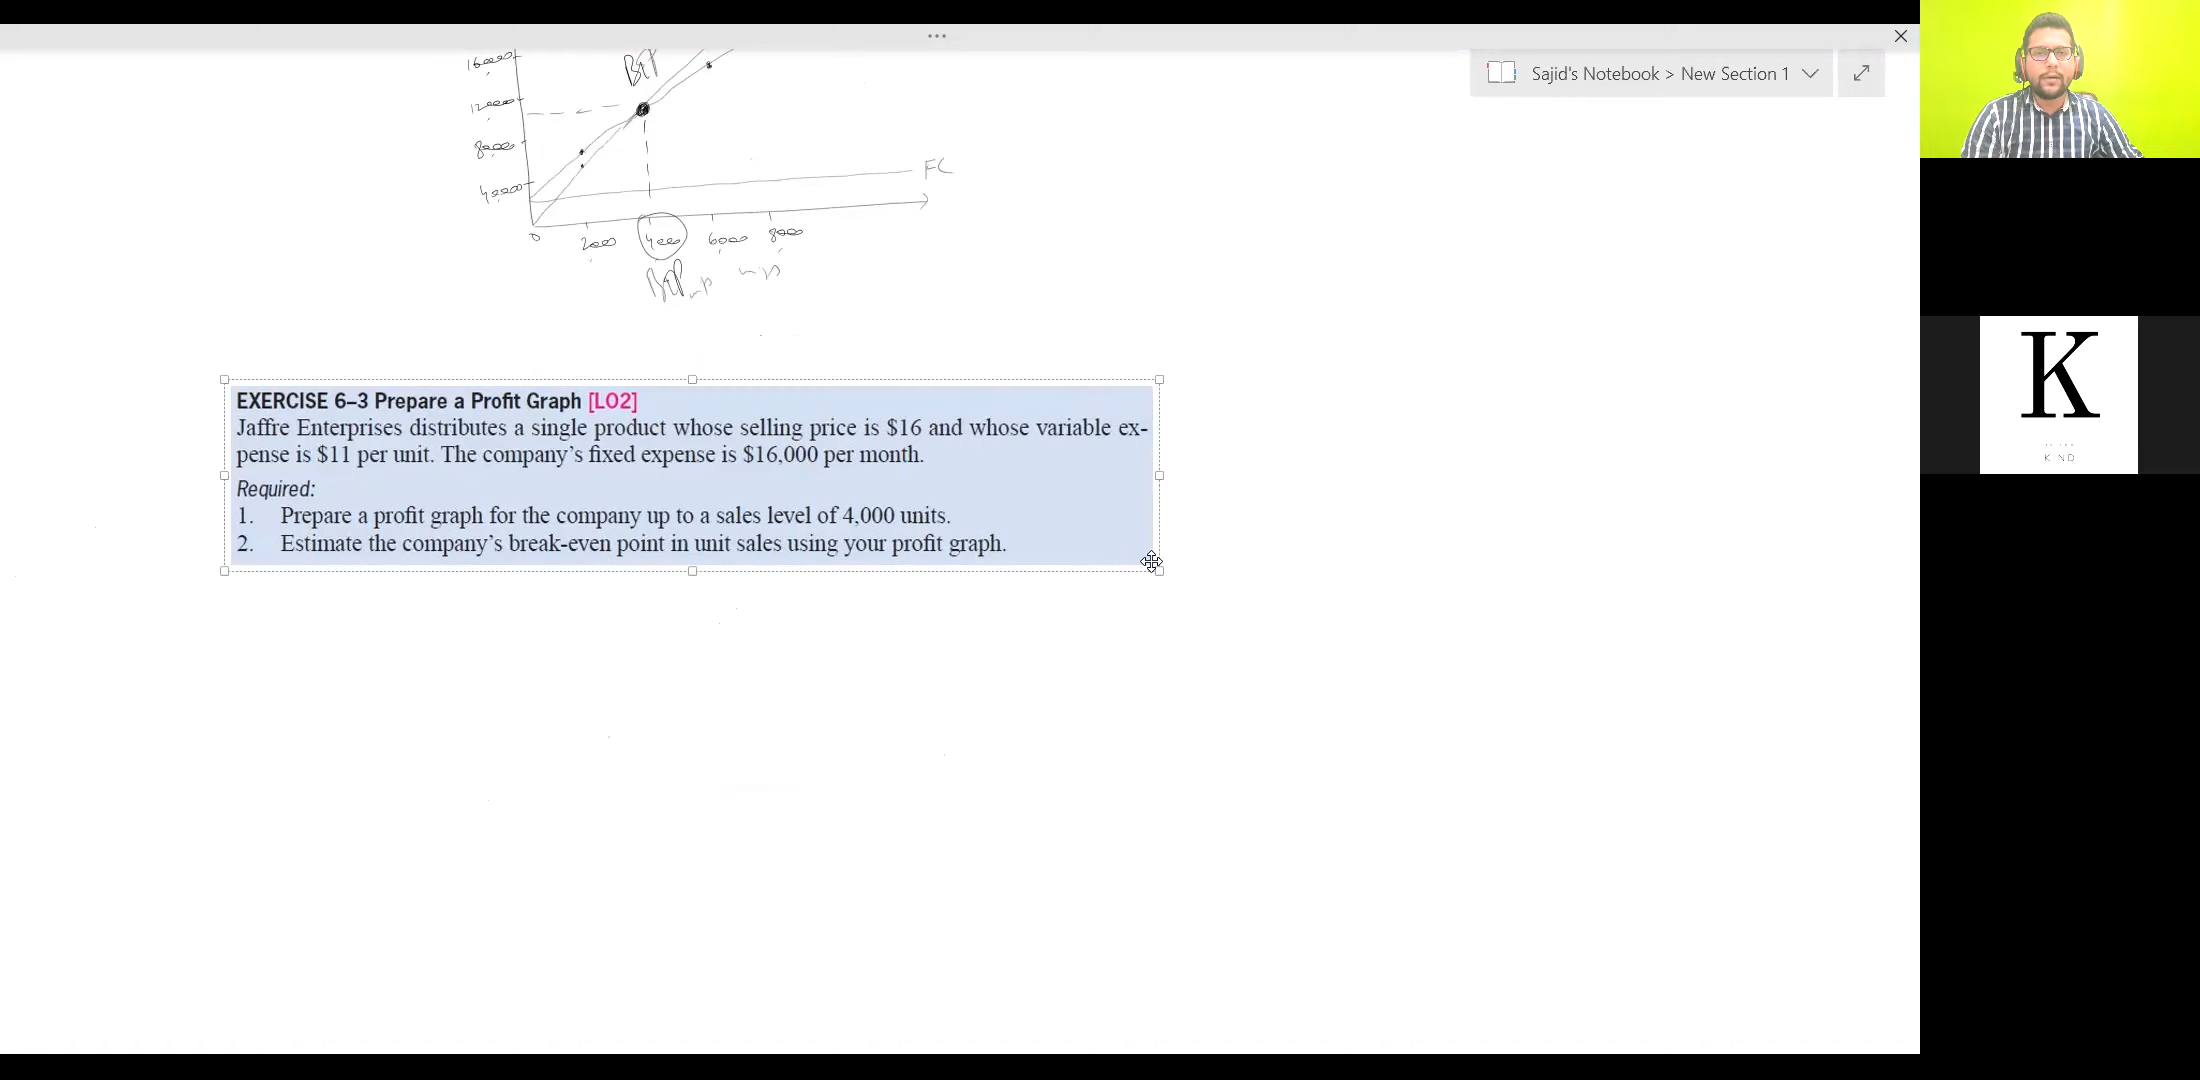 ...
Sajid's Notebook > New Section 1
16000
BEP
12000
8000
40000
FC
0
2000
4000
6000
8000
BEP
EXERCISE 6–3 Prepare a Profit Graph [LO2]
Jaffre Enterprises distributes a single product whose selling price is $16 and whose variable ex-
pense is $11 per unit. The company's fixed expense is $16,000 per month.
Required:
1. Prepare a profit graph for the company up to a sales level of 4,000 units.
2. Estimate the company's break-even point in unit sales using your profit graph.
K
K ND